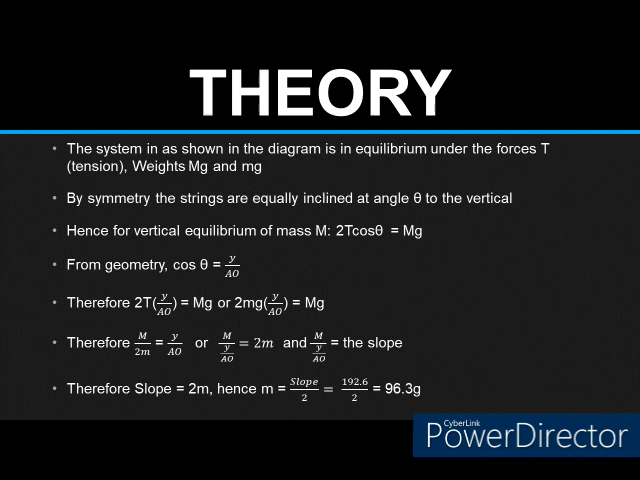 THEORY
• The system in as shown in the diagram is in equilibrium under the forces T
(tension), Weights Mg and mg
• By symmetry the strings are equally inclined at angle θ to the vertical
• Hence for vertical equilibrium of mass M: 2Tcosθ = Mg
• From geometry, cos θ = y/AO
• Therefore 2T(y/AO) = Mg or 2mg(y/AO) = Mg
• Therefore M/2m = y/AO or M/(y/AO) = 2m and M/(y/AO) = the slope
• Therefore Slope = 2m, hence m = Slope/2 = 192.6/2 = 96.3g
CyberLink
PowerDirector